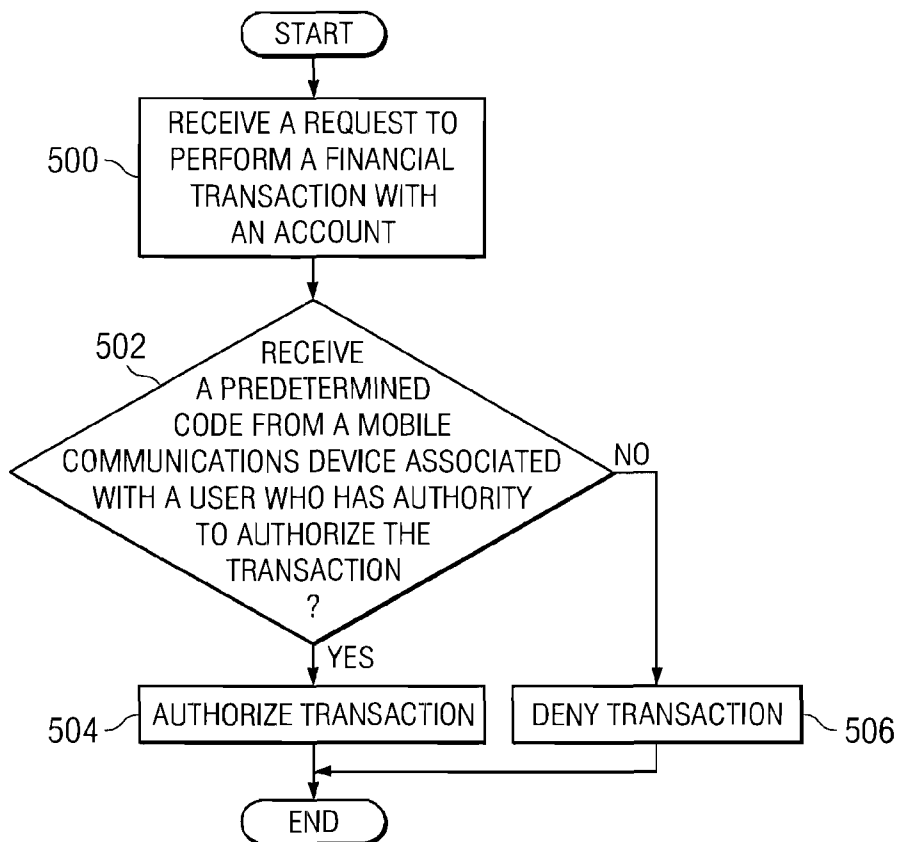 START
500
RECEIVE A REQUEST TO
PERFORM A FINANCIAL
TRANSACTION WITH
AN ACCOUNT
502
RECEIVE
A PREDETERMINED
CODE FROM A MOBILE
COMMUNICATIONS DEVICE ASSOCIATED
WITH A USER WHO HAS AUTHORITY
TO AUTHORIZE THE
TRANSACTION
?
NO
YES
504
AUTHORIZE TRANSACTION
DENY TRANSACTION
506
END